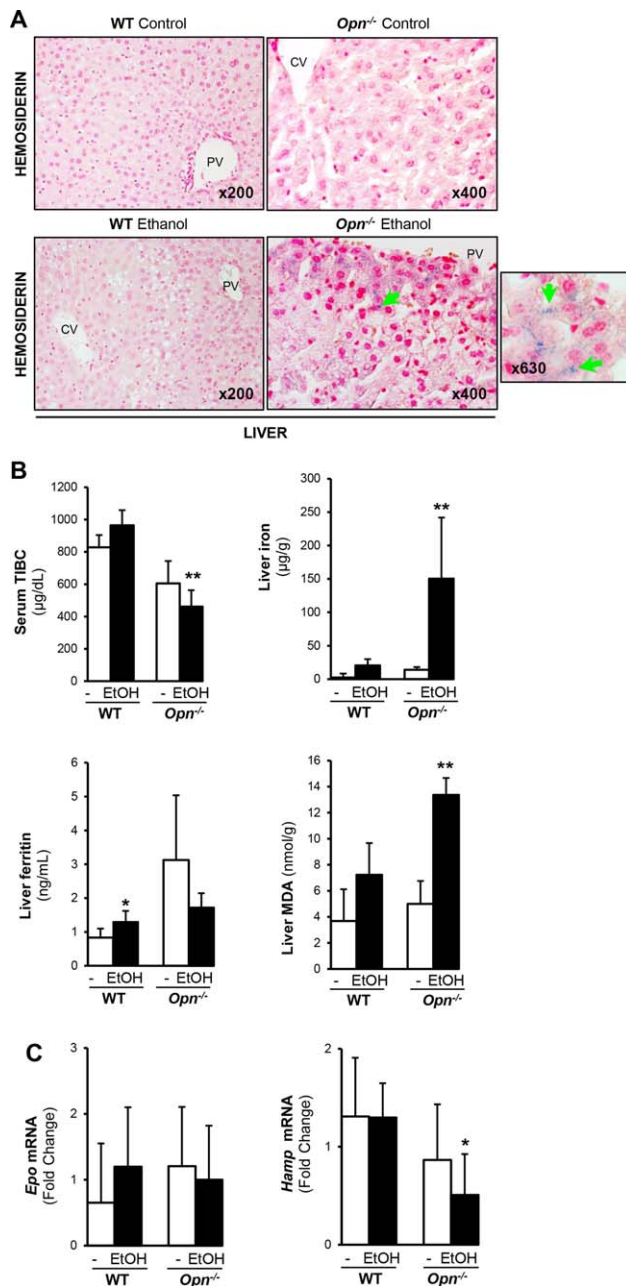 A
WT Control
Opn-/- Control
HEMOSIDERIN
PV
x200
CV
x400
WT Ethanol
Opn-/- Ethanol
HEMOSIDERIN
CV
PV
x200
PV
x400
x630
LIVER
B
Serum TIBC
(µg/dL)
1200
1000
800
600
400
200
0
**
- EtOH - EtOH
WT Opn-/-
Liver iron
(µg/g)
300
250
200
150
100
50
0
**
- EtOH - EtOH
WT Opn-/-
Liver ferritin
(ng/mL)
6
5
4
3
2
1
0
*
- EtOH - EtOH
WT Opn-/-
Liver MDA (nmol/g)
16
14
12
10
8
6
4
2
0
**
- EtOH - EtOH
WT Opn-/-
C
Epo mRNA
(Fold Change)
3
2
1
0
- EtOH - EtOH
WT Opn-/-
Hamp mRNA
(Fold Change)
2
1
0
*
- EtOH - EtOH
WT Opn-/-